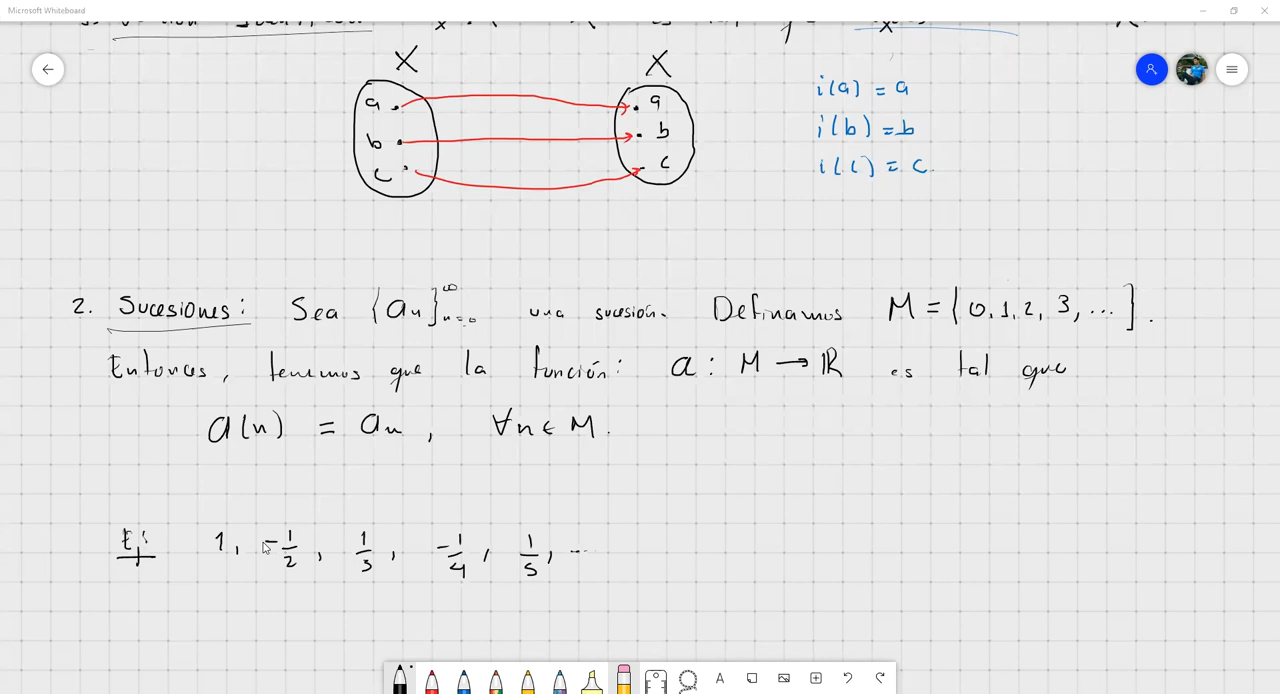 Microsoft Whiteboard
X X
a a
b b
c c
i(a) = a
i(b) = b
i(c) = c
2. Sucesiones: Sea {an}∞n=0 una sucesión. Definamos M = {0, 1, 2, 3, ...}.
Entonces, tenemos que la función: a : M → ℝ es tal que
a(n) = an, ∀n ∈ M.
Ej: 1, -1/2, 1/3, -1/4, 1/5, ...
A